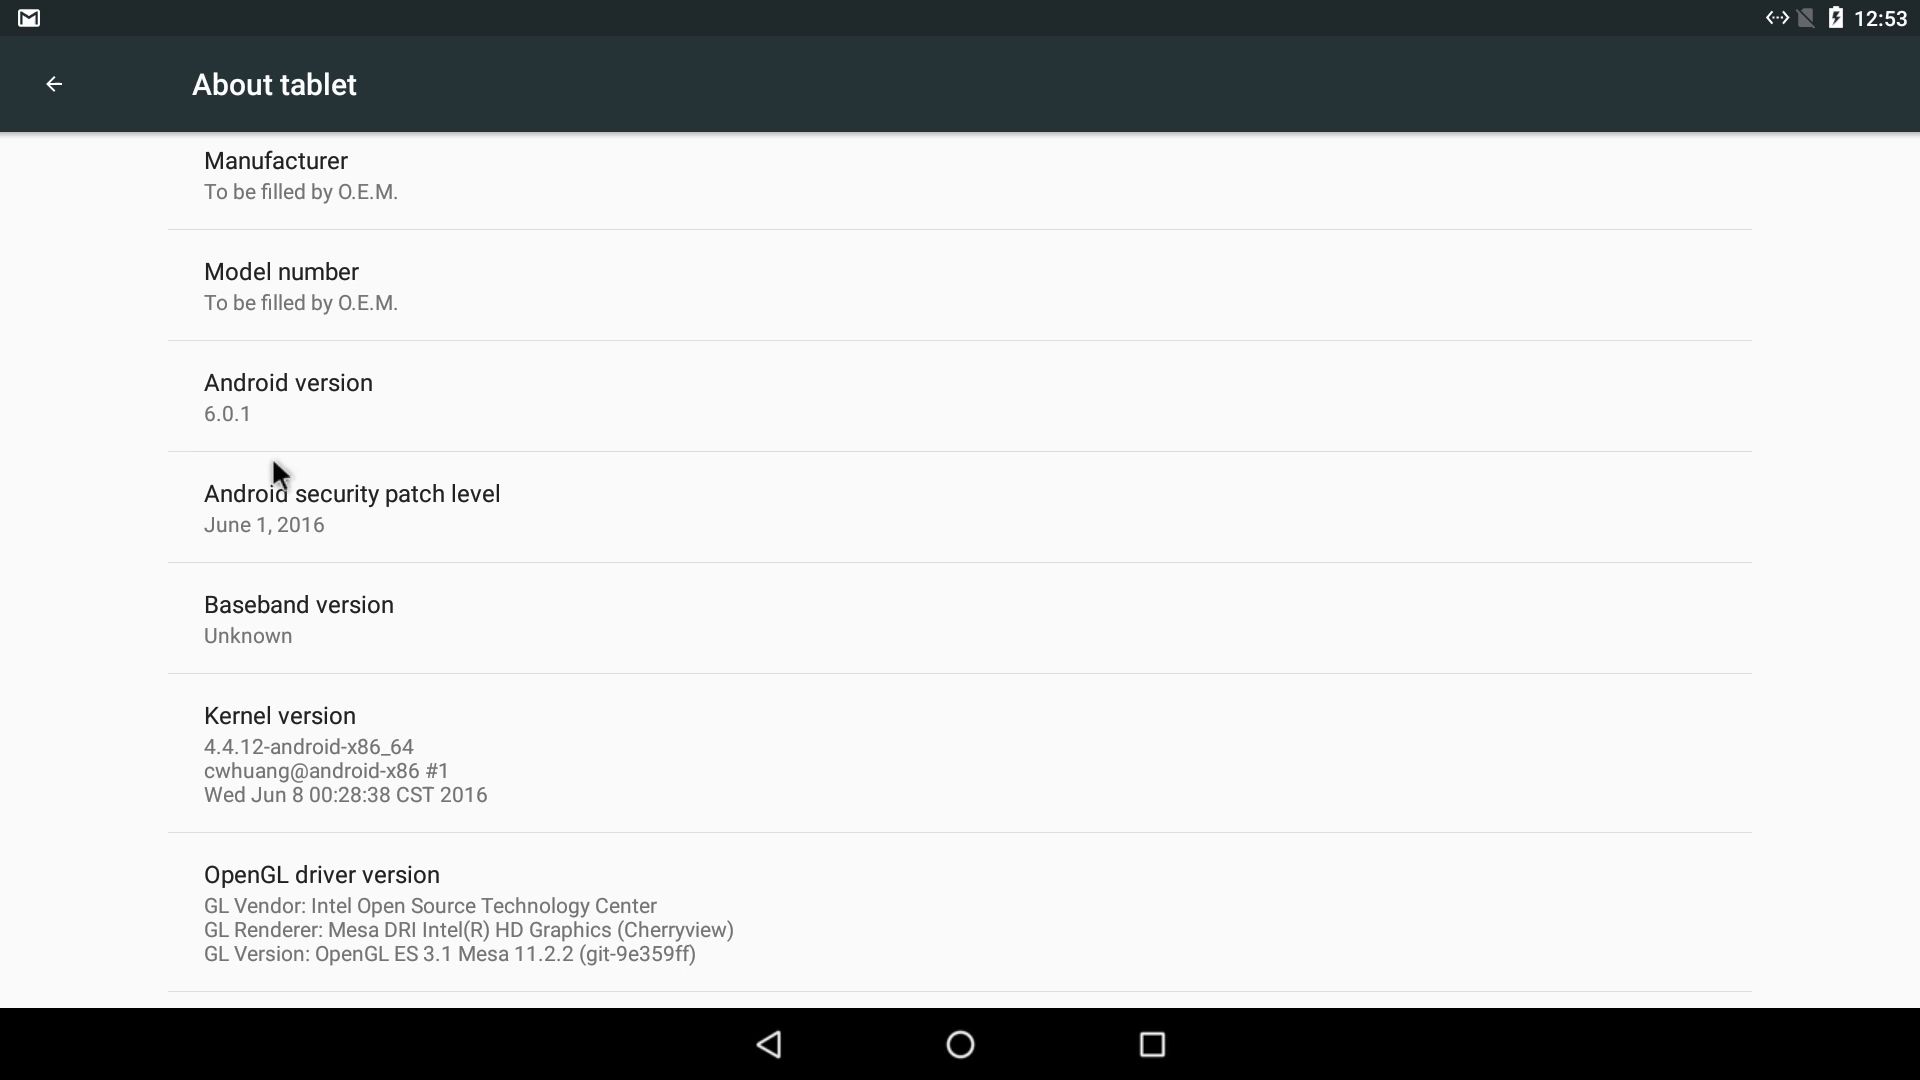 12:53
About tablet
Manufacturer
To be filled by O.E.M.
Model number
To be filled by O.E.M.
Android version
6.0.1
Android security patch level
June 1, 2016
Baseband version
Unknown
Kernel version
4.4.12-android-x86_64
cwhuang@android-x86 #1
Wed Jun 8 00:28:38 CST 2016
OpenGL driver version
GL Vendor: Intel Open Source Technology Center
GL Renderer: Mesa DRI Intel(R) HD Graphics (Cherryview)
GL Version: OpenGL ES 3.1 Mesa 11.2.2 (git-9e359ff)